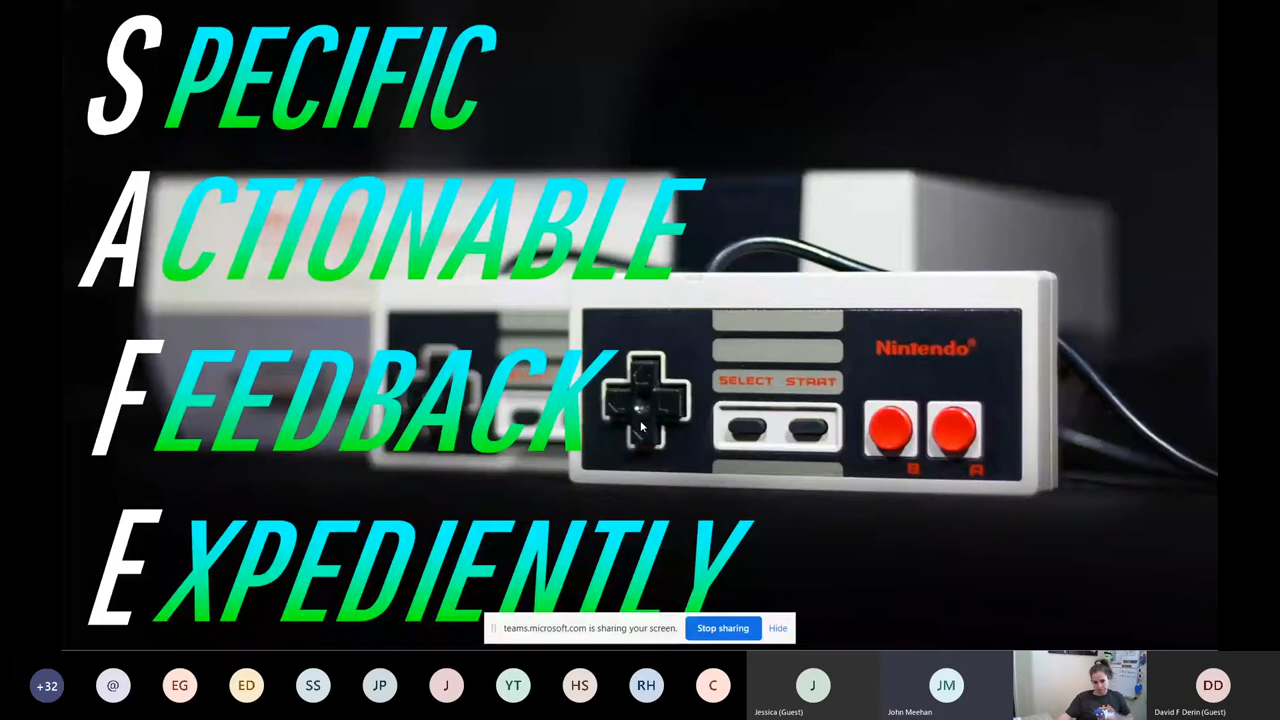 SPECIFIC
ACTIONABLE
FEEDBACK
EXPEDIENTLY
Nintendo®
SELECT START
B A
teams.microsoft.com is sharing your screen.
Stop sharing
Hide
+32
@
EG
ED
SS
JP
J
YT
HS
RH
C
J
JM
DD
Jessica (Guest)
John Meehan
David F Derin (Guest)